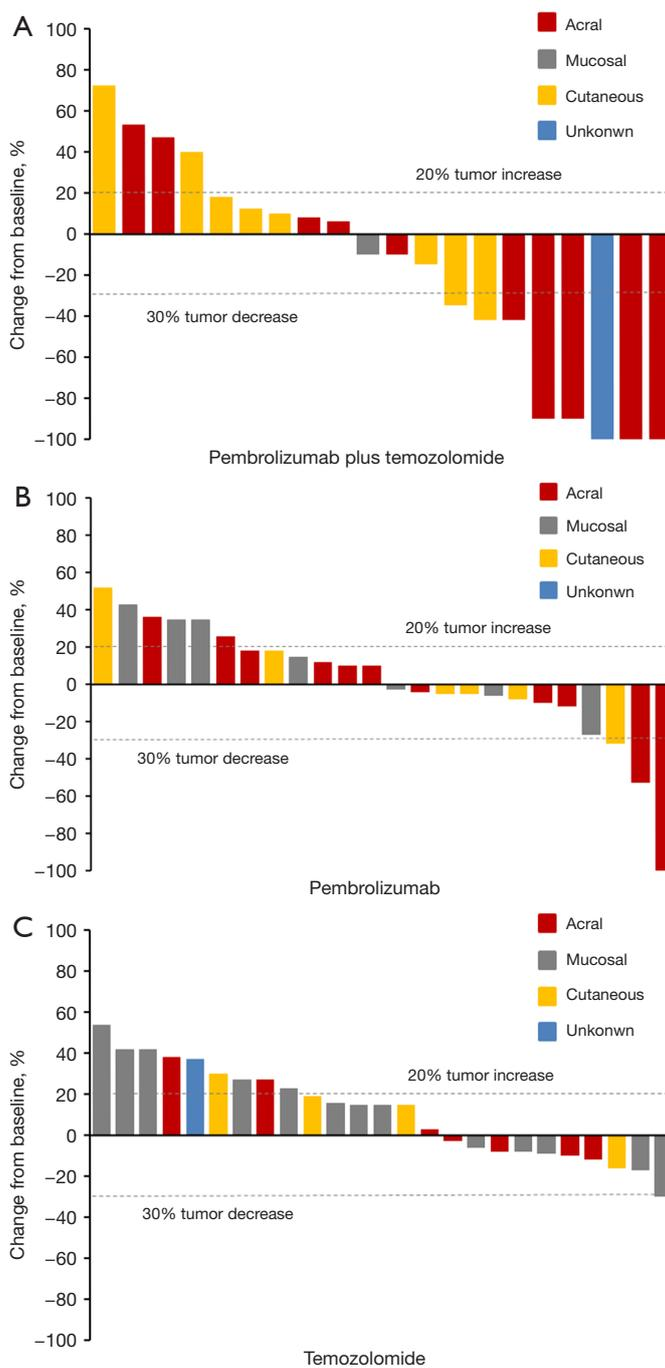 A
Change from baseline, %
100
80
60
40
20
0
−20
−40
−60
−80
−100
Acral
Mucosal
Cutaneous
Unkonwn
20% tumor increase
30% tumor decrease
Pembrolizumab plus temozolomide
B
Change from baseline, %
100
80
60
40
20
0
−20
−40
−60
−80
−100
Acral
Mucosal
Cutaneous
Unkonwn
20% tumor increase
30% tumor decrease
Pembrolizumab
C
Change from baseline, %
100
80
60
40
20
0
−20
−40
−60
−80
−100
Acral
Mucosal
Cutaneous
Unkonwn
20% tumor increase
30% tumor decrease
Temozolomide